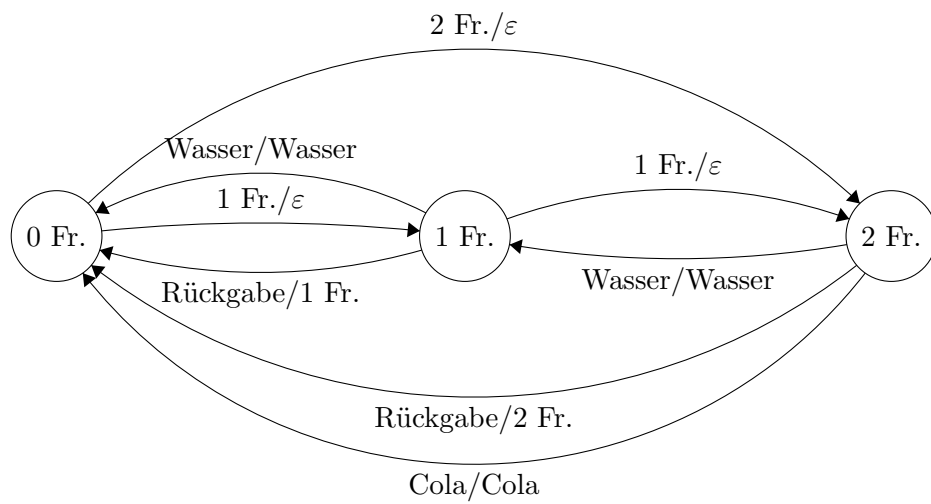 2 Fr./ε
Wasser/Wasser
1 Fr./ε
1 Fr./ε
0 Fr.
1 Fr.
2 Fr.
Rückgabe/1 Fr.
Wasser/Wasser
Rückgabe/2 Fr.
Cola/Cola